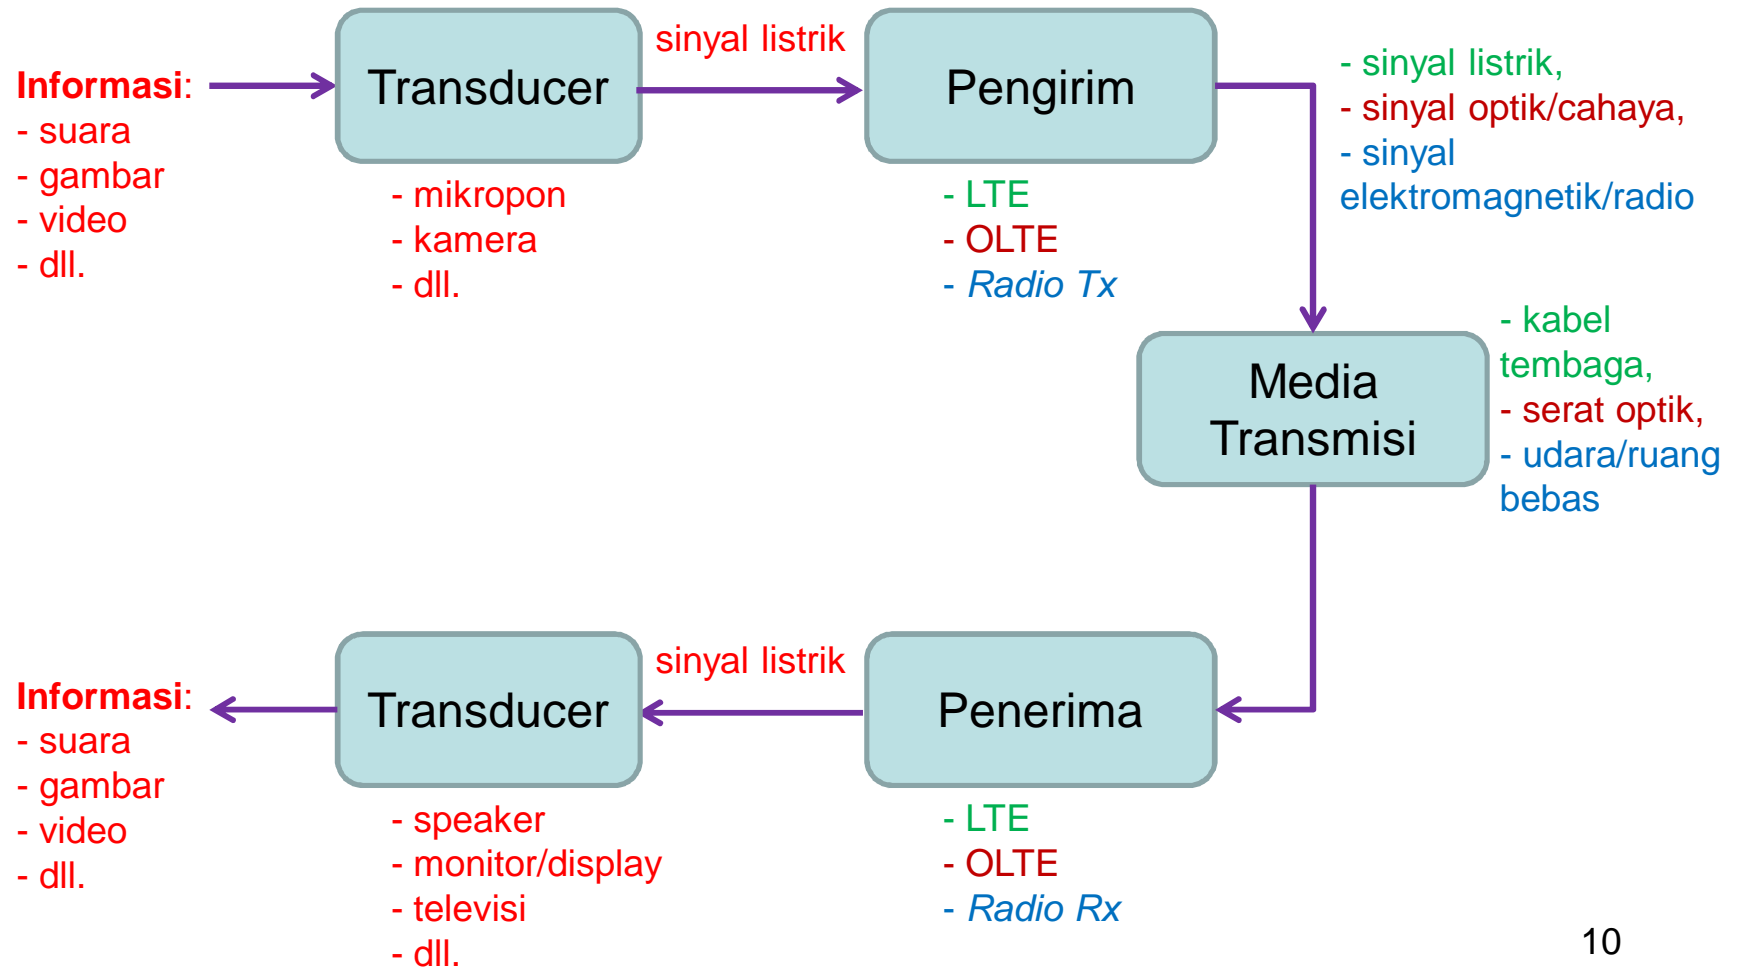 Informasi:
- suara
- gambar
- video
- dll.
Transducer
- mikropon
- kamera
- dll.
sinyal listrik
Pengirim
- LTE
- OLTE
- Radio Tx
- sinyal listrik,
- sinyal optik/cahaya,
- sinyal
elektromagnetik/radio
Media
Transmisi
- kabel
tembaga,
- serat optik,
- udara/ruang
bebas
Informasi:
- suara
- gambar
- video
- dll.
Transducer
- speaker
- monitor/display
- televisi
- dll.
sinyal listrik
Penerima
- LTE
- OLTE
- Radio Rx
10